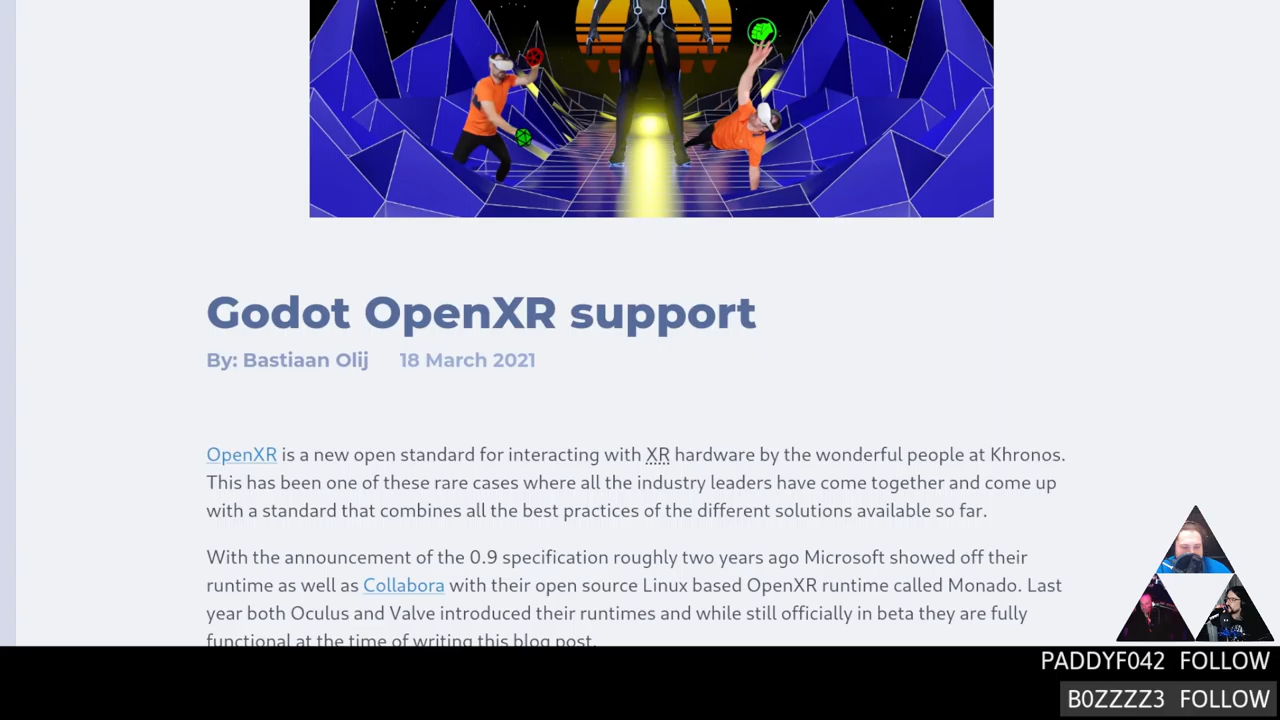 Godot OpenXR support
By: Bastiaan Olij 18 March 2021
OpenXR is a new open standard for interacting with XR hardware by the wonderful people at Khronos.
This has been one of these rare cases where all the industry leaders have come together and come up
with a standard that combines all the best practices of the different solutions available so far.
With the announcement of the 0.9 specification roughly two years ago Microsoft showed off their
runtime as well as Collabora with their open source Linux based OpenXR runtime called Monado. Last
year both Oculus and Valve introduced their runtimes and while still officially in beta they are fully
functional at the time of writing this blog post.
PADDYF042 FOLLOW
B0ZZZZ3 FOLLOW